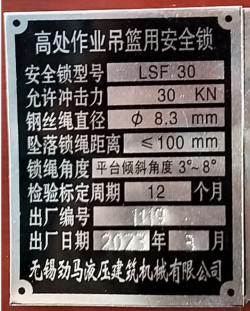 高处作业吊篮用安全锁
安全锁型号 LSF 30
允许冲击力 30 KN
钢丝绳直径 Φ 8.3 mm
坠落锁绳距离 ≤100 mm
锁绳角度 平台倾斜角度 3°~8°
检验标定周期 12 个月
出厂编号
出厂日期 2023 年 3 月
无锡劲马液压建筑机械有限公司